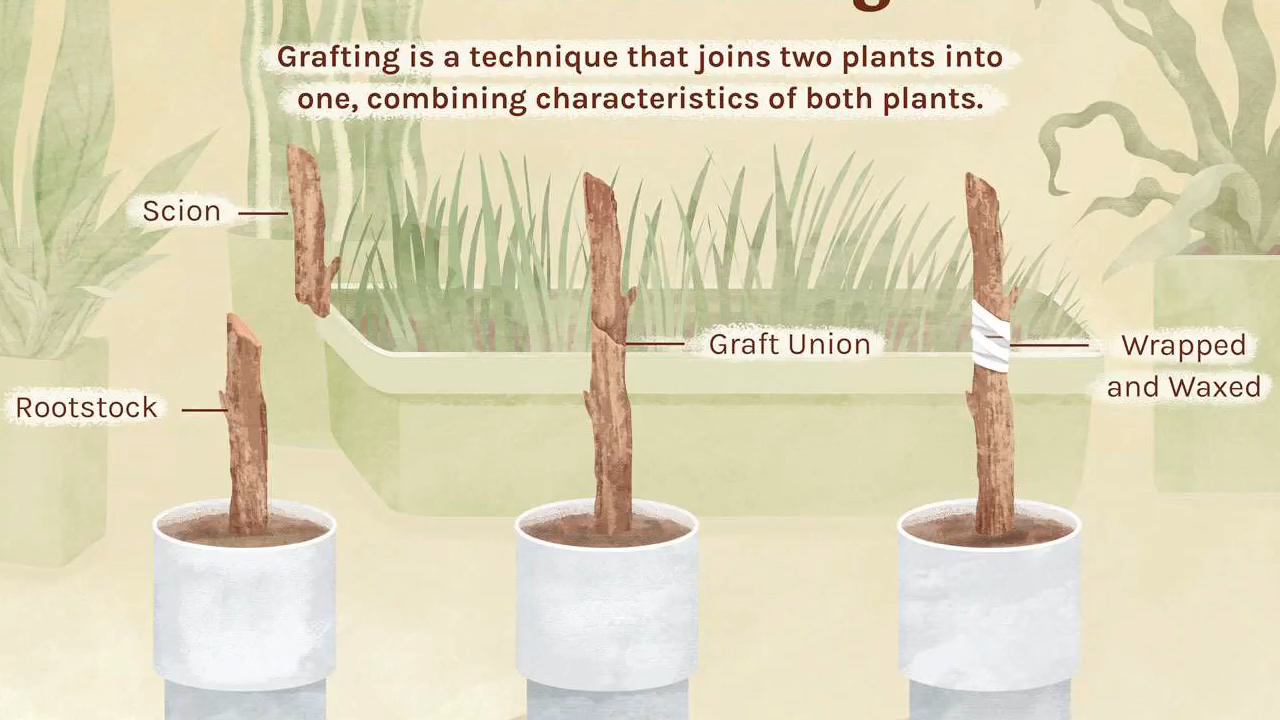 Grafting is a technique that joins two plants into
one, combining characteristics of both plants.
Scion
Rootstock
Graft Union
Wrapped
and Waxed